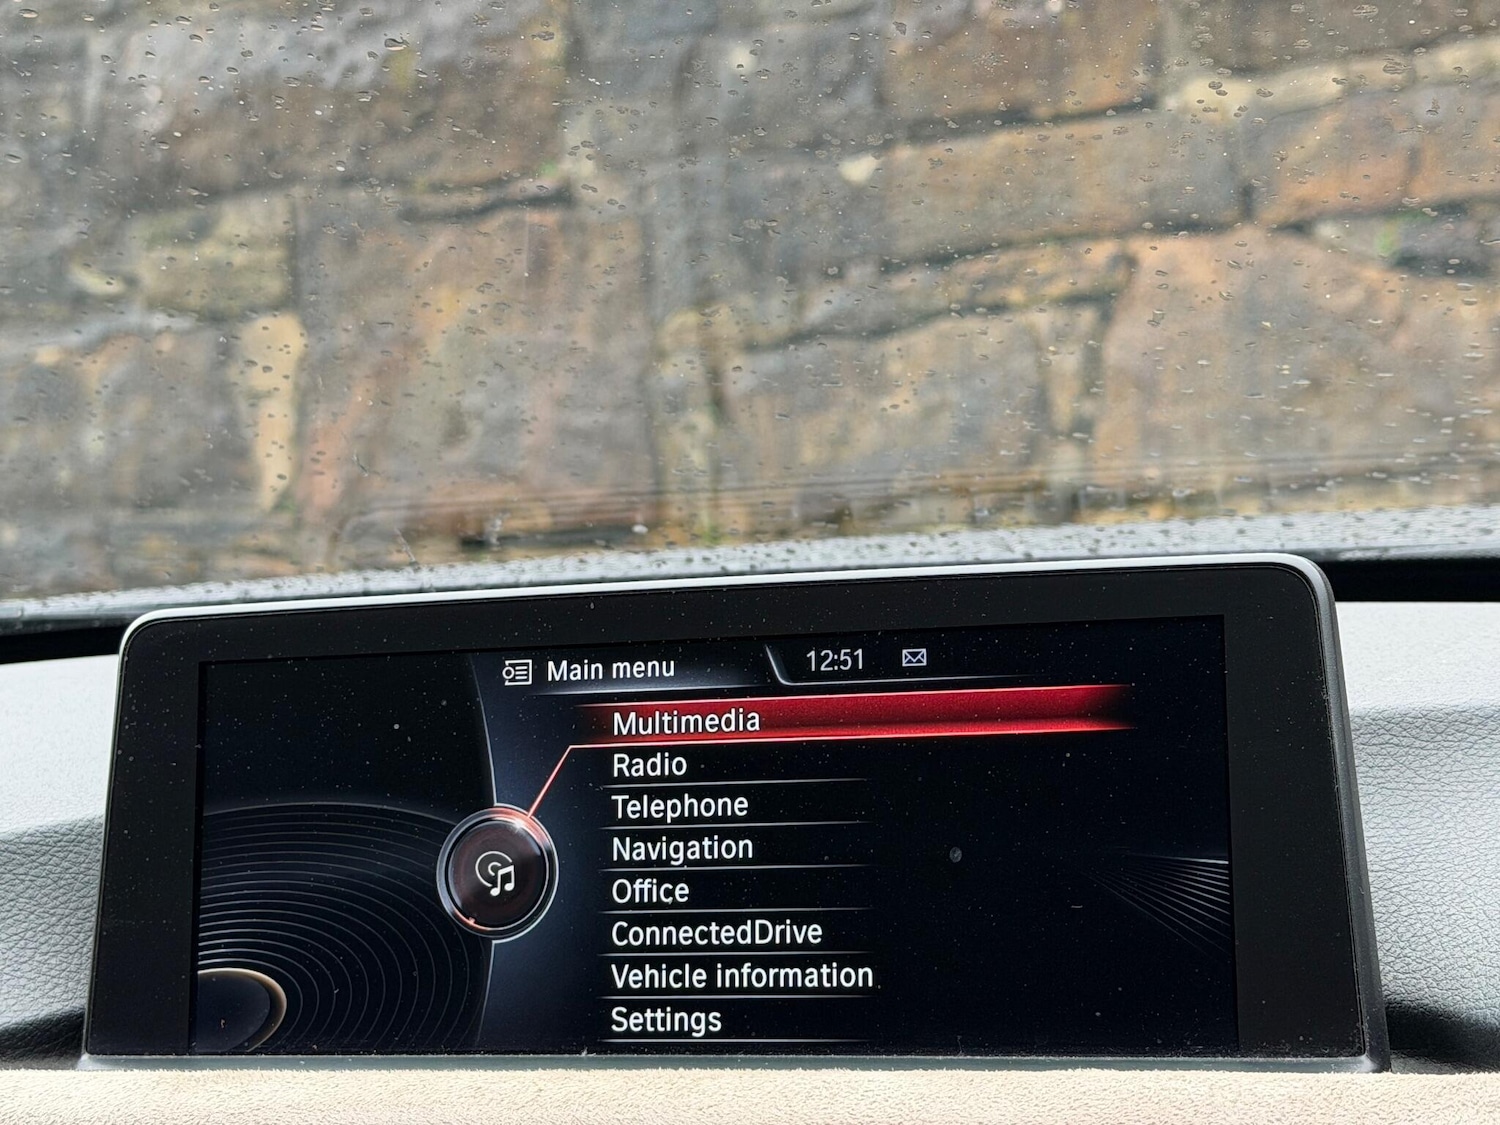 Main menu 12:51
Multimedia
Radio
Telephone
Navigation
Office
ConnectedDrive
Vehicle information
Settings